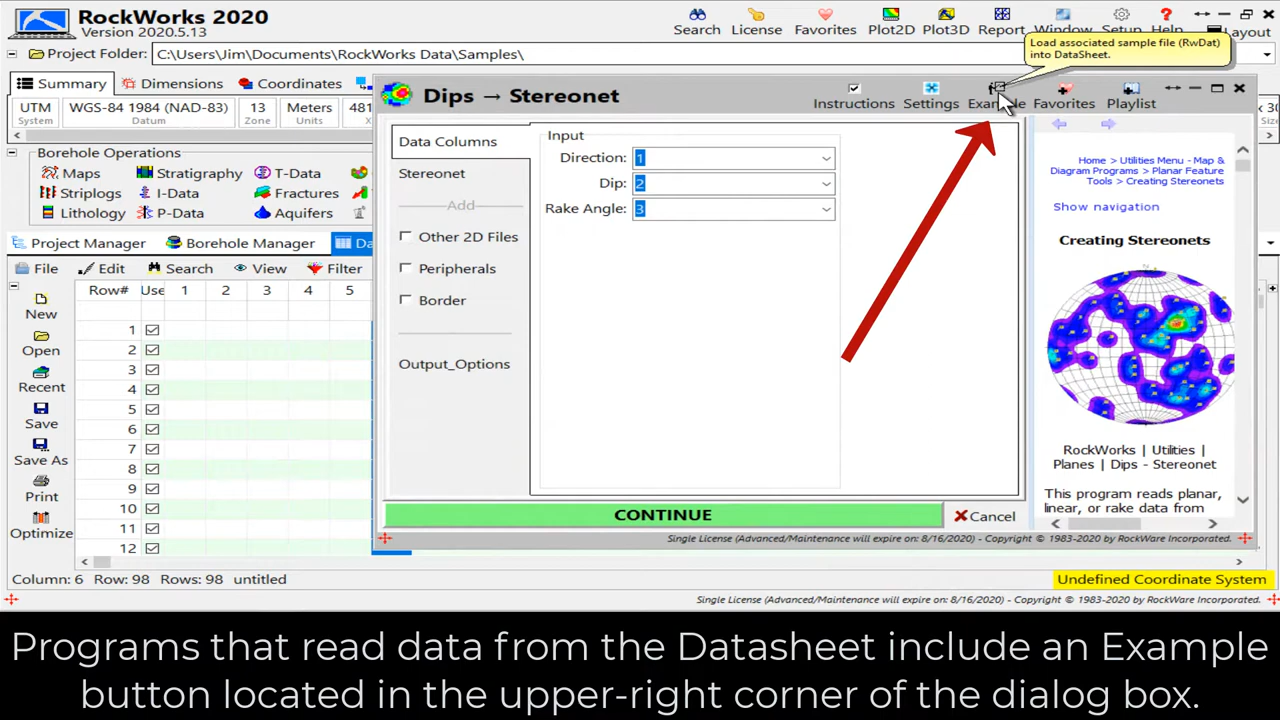 RockWorks 2020
Version 2020.5.13
Search License Favorites Plot2D Plot3D Report Window Setup Help
Layout
Project Folder: C:\Users\Jim\Documents\RockWorks Data\Samples\
Load associated sample file (RwDat)
into DataSheet.
Summary Dimensions Coordinates
UTM WGS-84 1984 (NAD-83) 13 Meters 481
System Datum Zone Units
Borehole Operations
Maps Stratigraphy T-Data
Striplogs I-Data Fractures
Lithology P-Data Aquifers
Project Manager Borehole Manager
File Edit Search View Filter
Row# Use 1 2 3 4 5
New
Open
Recent
Save
Save As
Print
Optimize
1
2
3
4
5
6
7
8
9
10
11
12
Dips → Stereonet
Instructions Settings Example Favorites Playlist
Data Columns
Stereonet
Add
Other 2D Files
Peripherals
Border
Output_Options
Input
Direction: 1
Dip: 2
Rake Angle: 3
Home > Utilities Menu - Map &
Diagram Programs > Planar Feature
Tools > Creating Stereonets
Show navigation
Creating Stereonets
RockWorks | Utilities |
Planes | Dips - Stereonet
This program reads planar,
linear, or rake data from
CONTINUE
Cancel
Single License (Advanced/Maintenance will expire on: 8/16/2020) - Copyright © 1983-2020 by RockWare Incorporated.
Column: 6 Row: 98 Rows: 98 untitled
Undefined Coordinate System
Single License (Advanced/Maintenance will expire on: 8/16/2020) - Copyright © 1983-2020 by RockWare Incorporated.
Programs that read data from the Datasheet include an Example
button located in the upper-right corner of the dialog box.